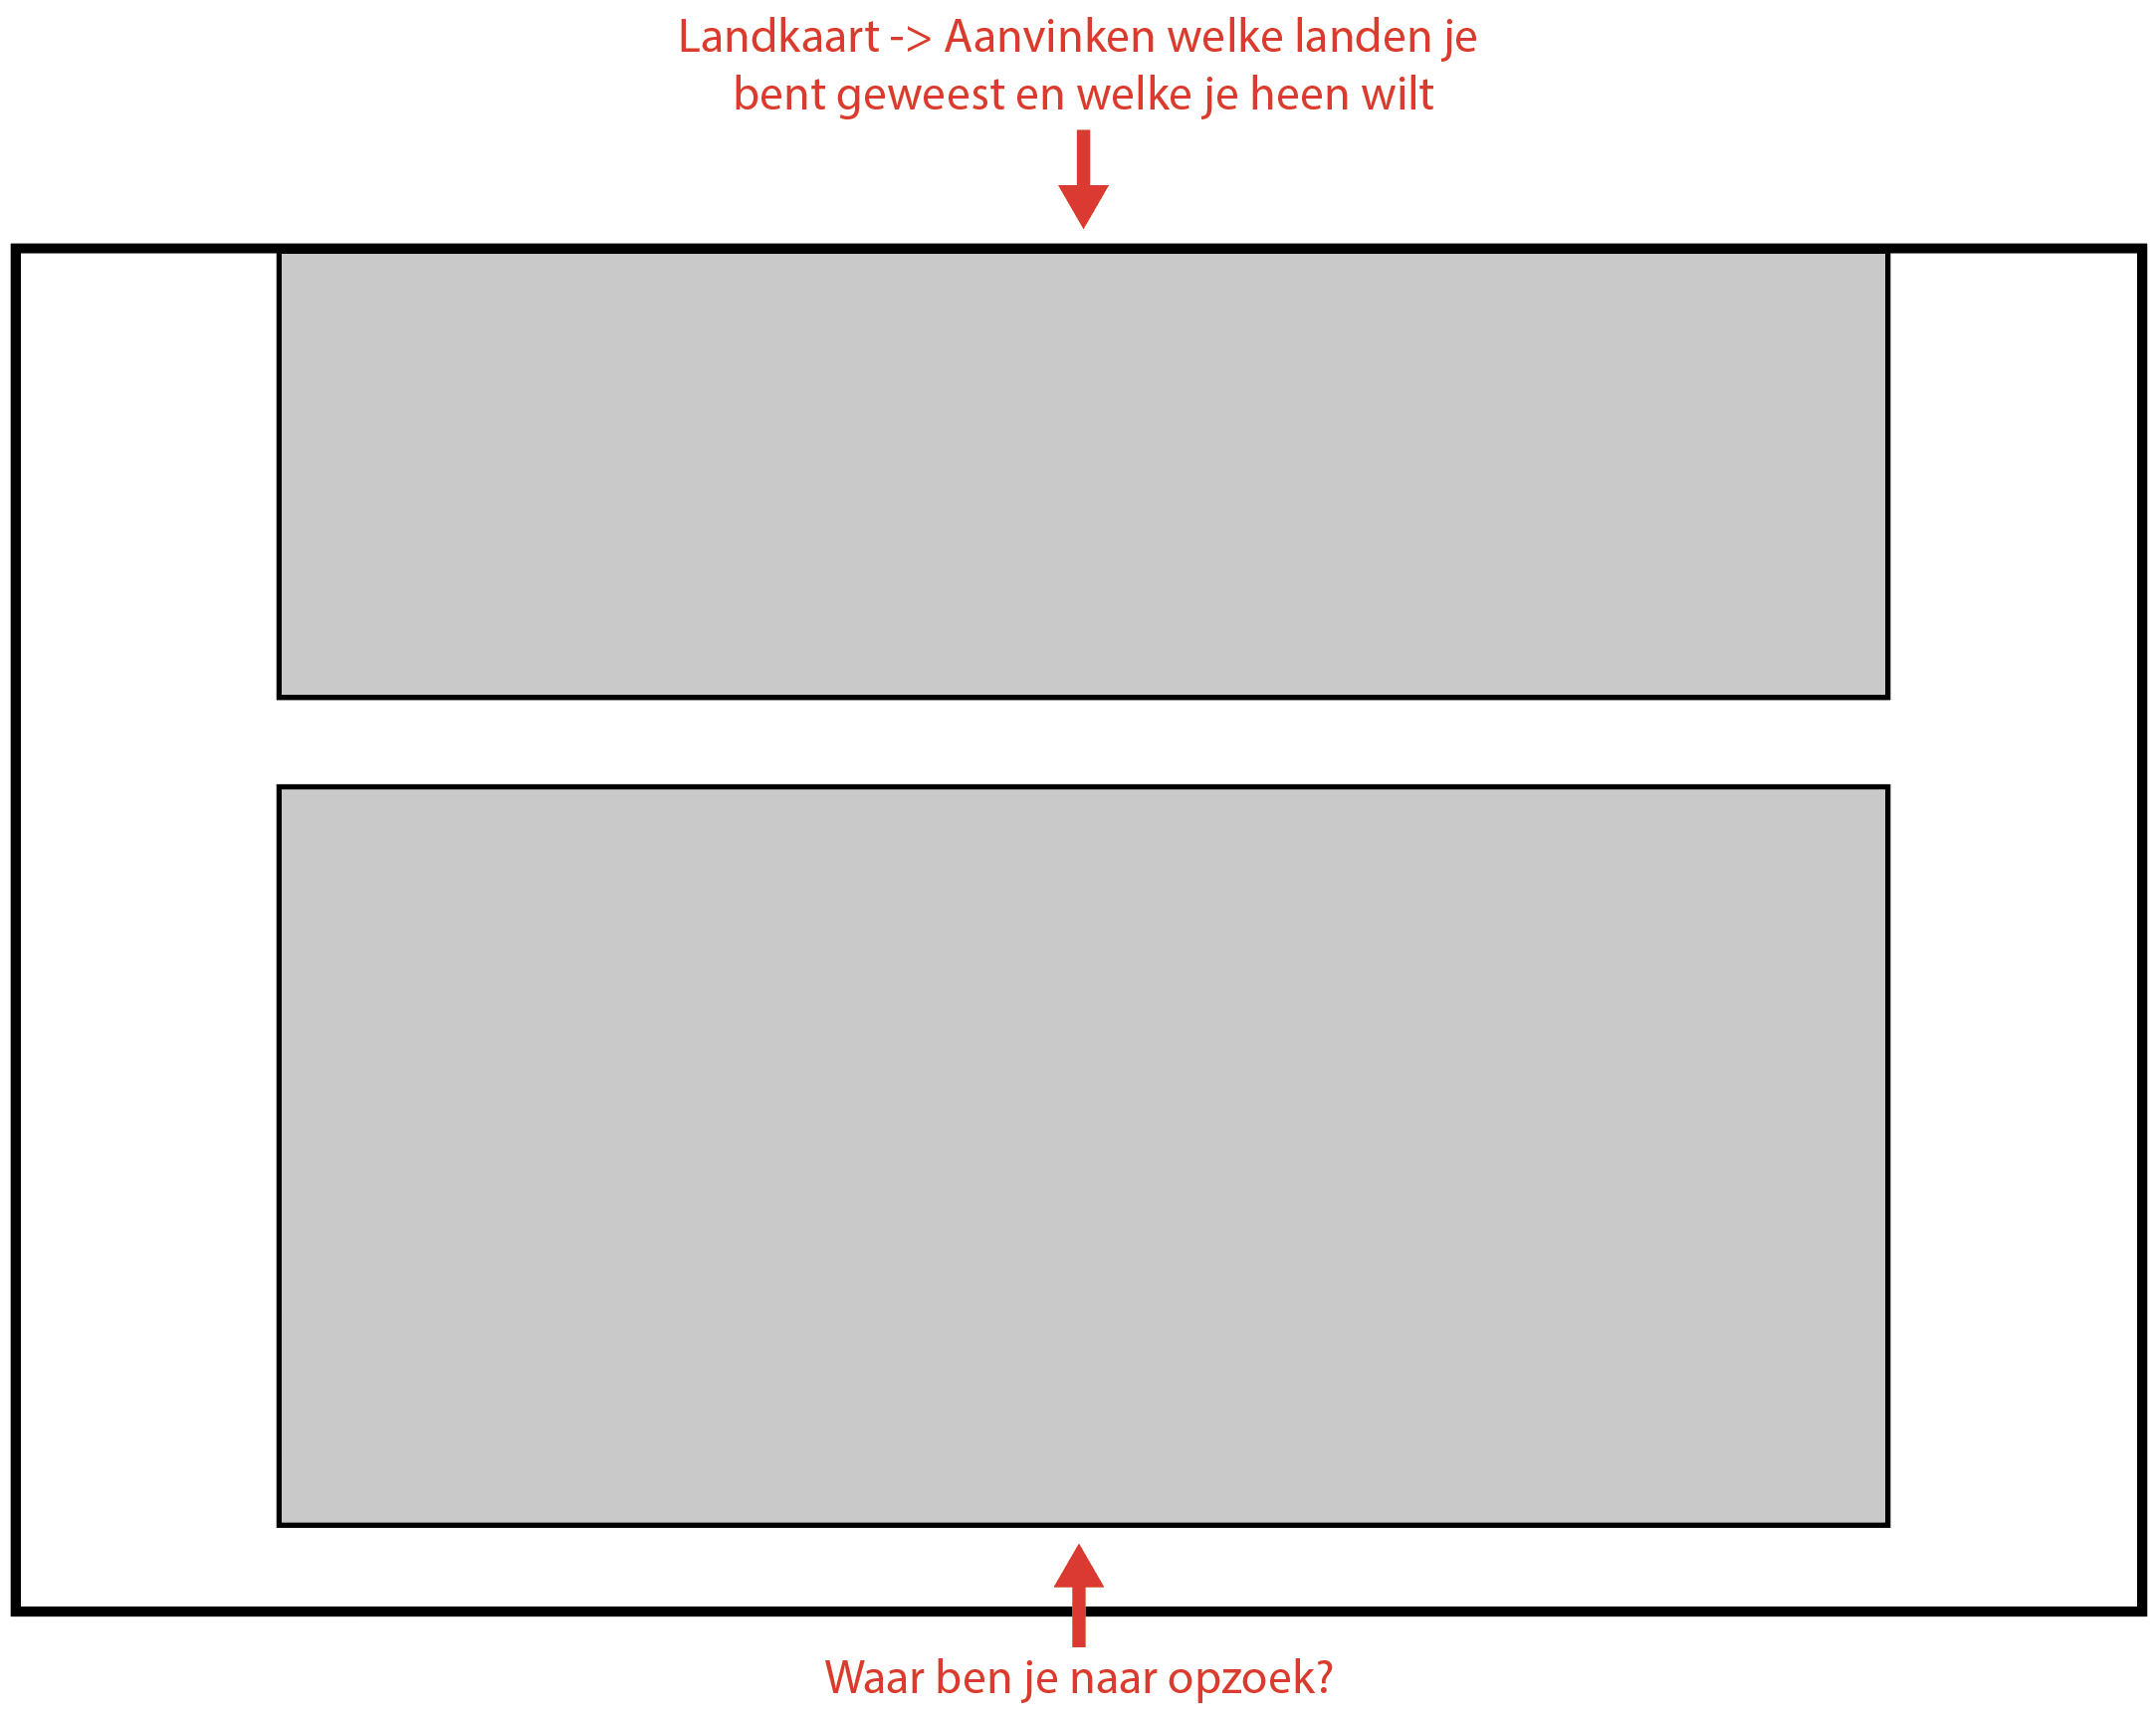 Landkaart -> Aanvinken welke landen je
bent geweest en welke je heen wilt
Waar ben je naar opzoek?